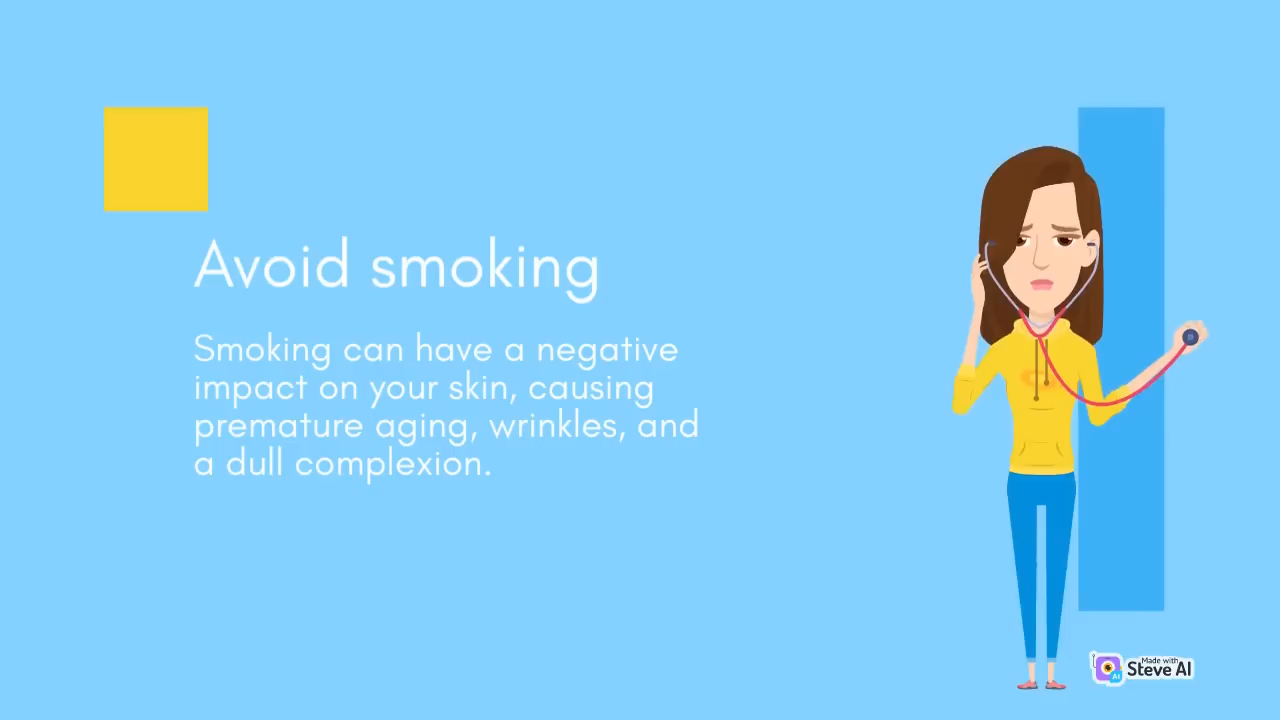 Avoid smoking
Smoking can have a negative
impact on your skin, causing
premature aging, wrinkles, and
a dull complexion.
Made with
Steve AI
AI